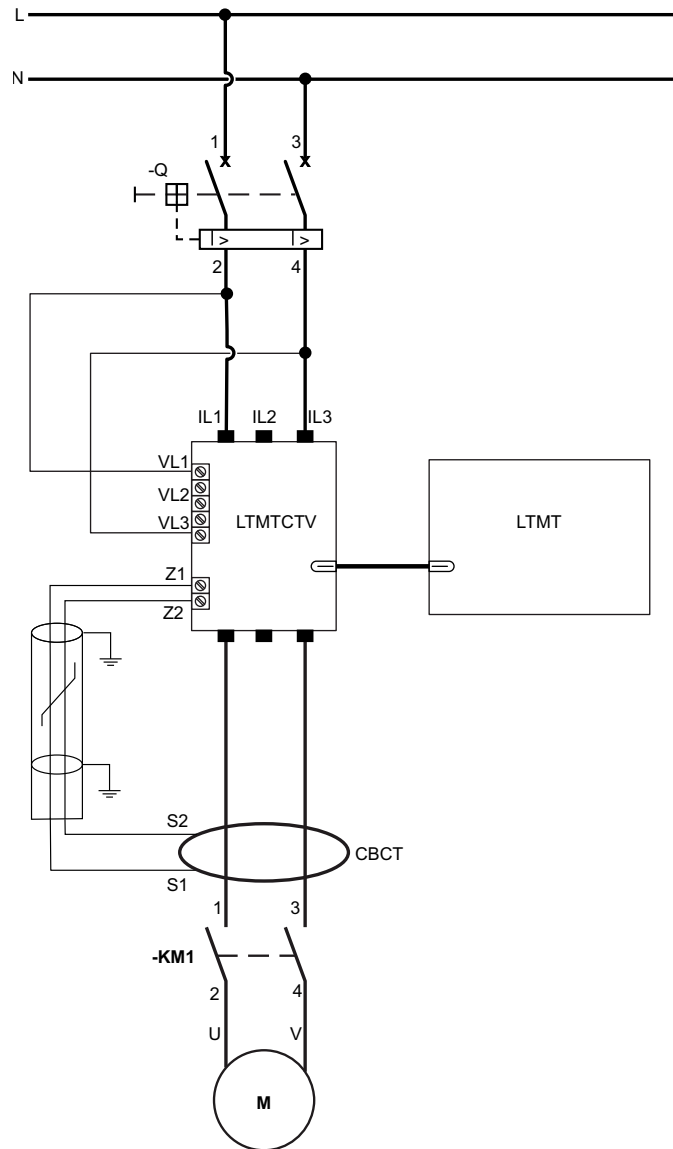 L
N
1 3
-Q
I > I >
2 4
IL1 IL2 IL3
VL1
VL2
VL3
LTMTCTV
LTMT
Z1
Z2
S2
CBCT
S1
1 3
-KM1
2 4
U V
M